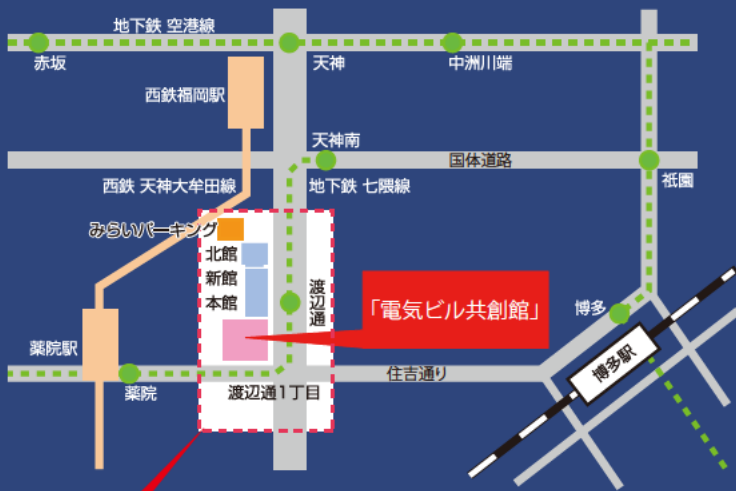 地下鉄 空港線
赤坂
天神
中洲川端
西鉄福岡駅
天神南
国体道路
祇園
西鉄 天神大牟田線
地下鉄 七隈線
みらいパーキング
北館
新館
本館
渡辺通
「電気ビル共創館」
博多
博多駅
薬院駅
薬院
渡辺通1丁目
住吉通り